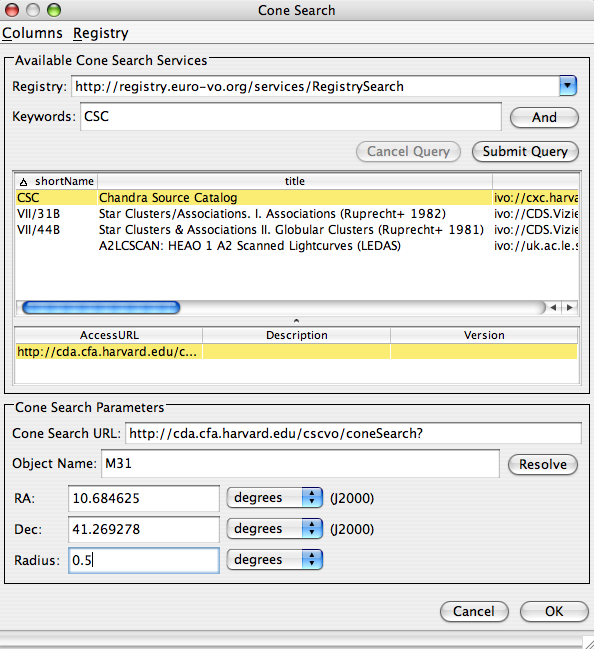 Cone Search
Columns Registry
Available Cone Search Services
Registry: http://registry.euro-vo.org/services/RegistrySearch
Keywords: CSC And
Cancel Query Submit Query
shortName title
CSC Chandra Source Catalog ivo://cxc.harva
VII/31B Star Clusters/Associations. I. Associations (Ruprecht+ 1982) ivo://CDS.Vizie
VII/44B Star Clusters & Associations II. Globular Clusters (Ruprecht+ 1981) ivo://CDS.Vizie
A2LCSCAN: HEAO 1 A2 Scanned Lightcurves (LEDAS) ivo://uk.ac.le.s
AccessURL Description Version
http://cda.cfa.harvard.edu/c...
Cone Search Parameters
Cone Search URL: http://cda.cfa.harvard.edu/cscvo/coneSearch?
Object Name: M31 Resolve
RA: 10.684625 degrees (J2000)
Dec: 41.269278 degrees (J2000)
Radius: 0.5 degrees
Cancel OK